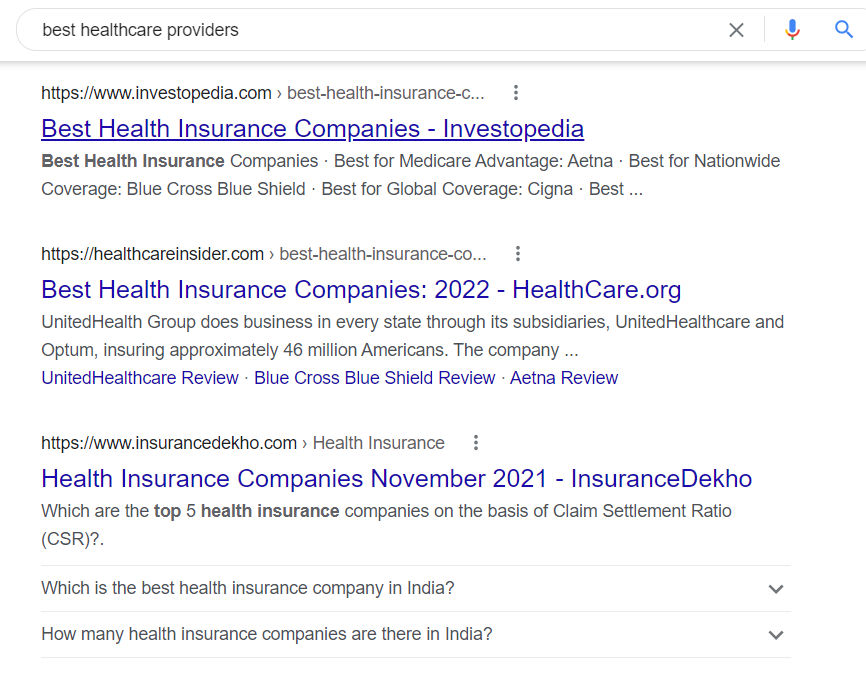 best healthcare providers
https://www.investopedia.com › best-health-insurance-c...
Best Health Insurance Companies - Investopedia
Best Health Insurance Companies · Best for Medicare Advantage: Aetna · Best for Nationwide
Coverage: Blue Cross Blue Shield · Best for Global Coverage: Cigna · Best ...
https://healthcareinsider.com › best-health-insurance-co...
Best Health Insurance Companies: 2022 - HealthCare.org
UnitedHealth Group does business in every state through its subsidiaries, UnitedHealthcare and
Optum, insuring approximately 46 million Americans. The company ...
UnitedHealthcare Review · Blue Cross Blue Shield Review · Aetna Review
https://www.insurancedekho.com › Health Insurance
Health Insurance Companies November 2021 - InsuranceDekho
Which are the top 5 health insurance companies on the basis of Claim Settlement Ratio
(CSR)?.
Which is the best health insurance company in India?
How many health insurance companies are there in India?